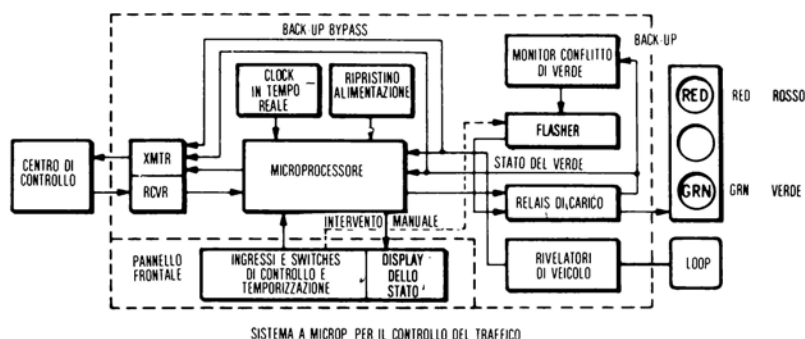 BACK-UP BYPASS
BACK-UP
CLOCK
IN TEMPO
REALE
RIPRISTINO
ALIMENTAZIONE
MONITOR CONFLITTO
DI VERDE
RED
RED ROSSO
FLASHER
CENTRO DI
CONTROLLO
XMTR
RCVR
MICROPROCESSORE
STATO DEL VERDE
RELAIS DI CARICO
GRN
GRN VERDE
INTERVENTO MANUALE
PANNELLO
FRONTALE
INGRESSI E SWITCHES
DI CONTROLLO E
TEMPORIZZAZIONE
DISPLAY
DELLO
STATO
RIVELATORI
DI VEICOLO
LOOP
SISTEMA A MICROP PER IL CONTROLLO DEL TRAFFICO